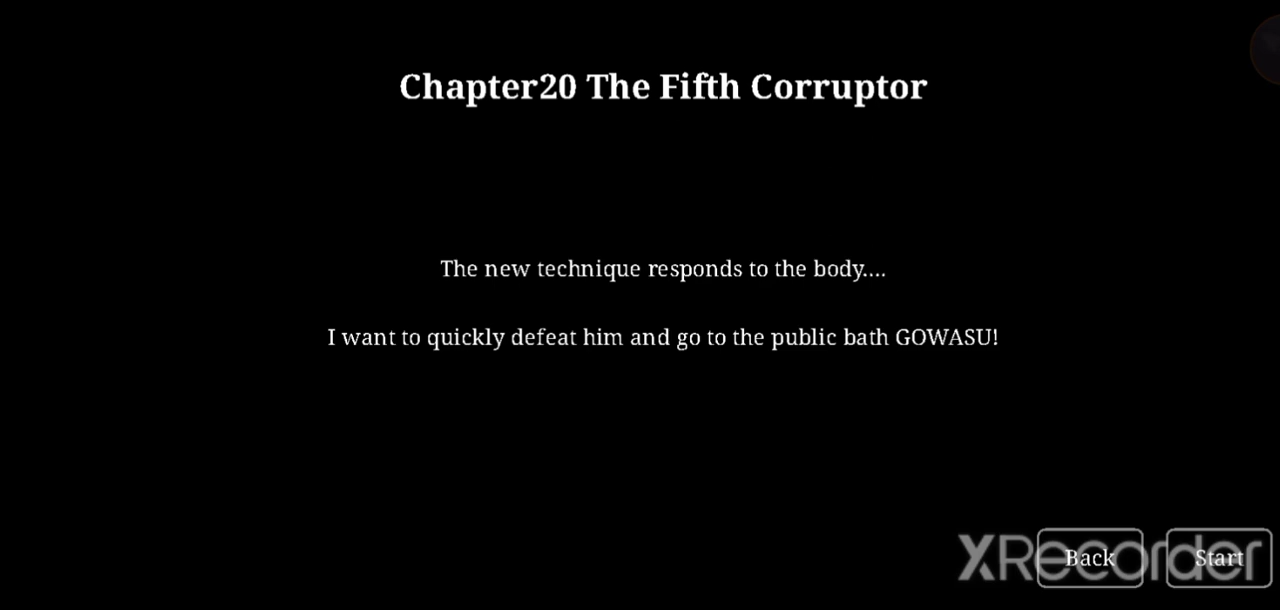 Chapter20 The Fifth Corruptor
The new technique responds to the body....
I want to quickly defeat him and go to the public bath GOWASU!
XRecorder
Back
Start